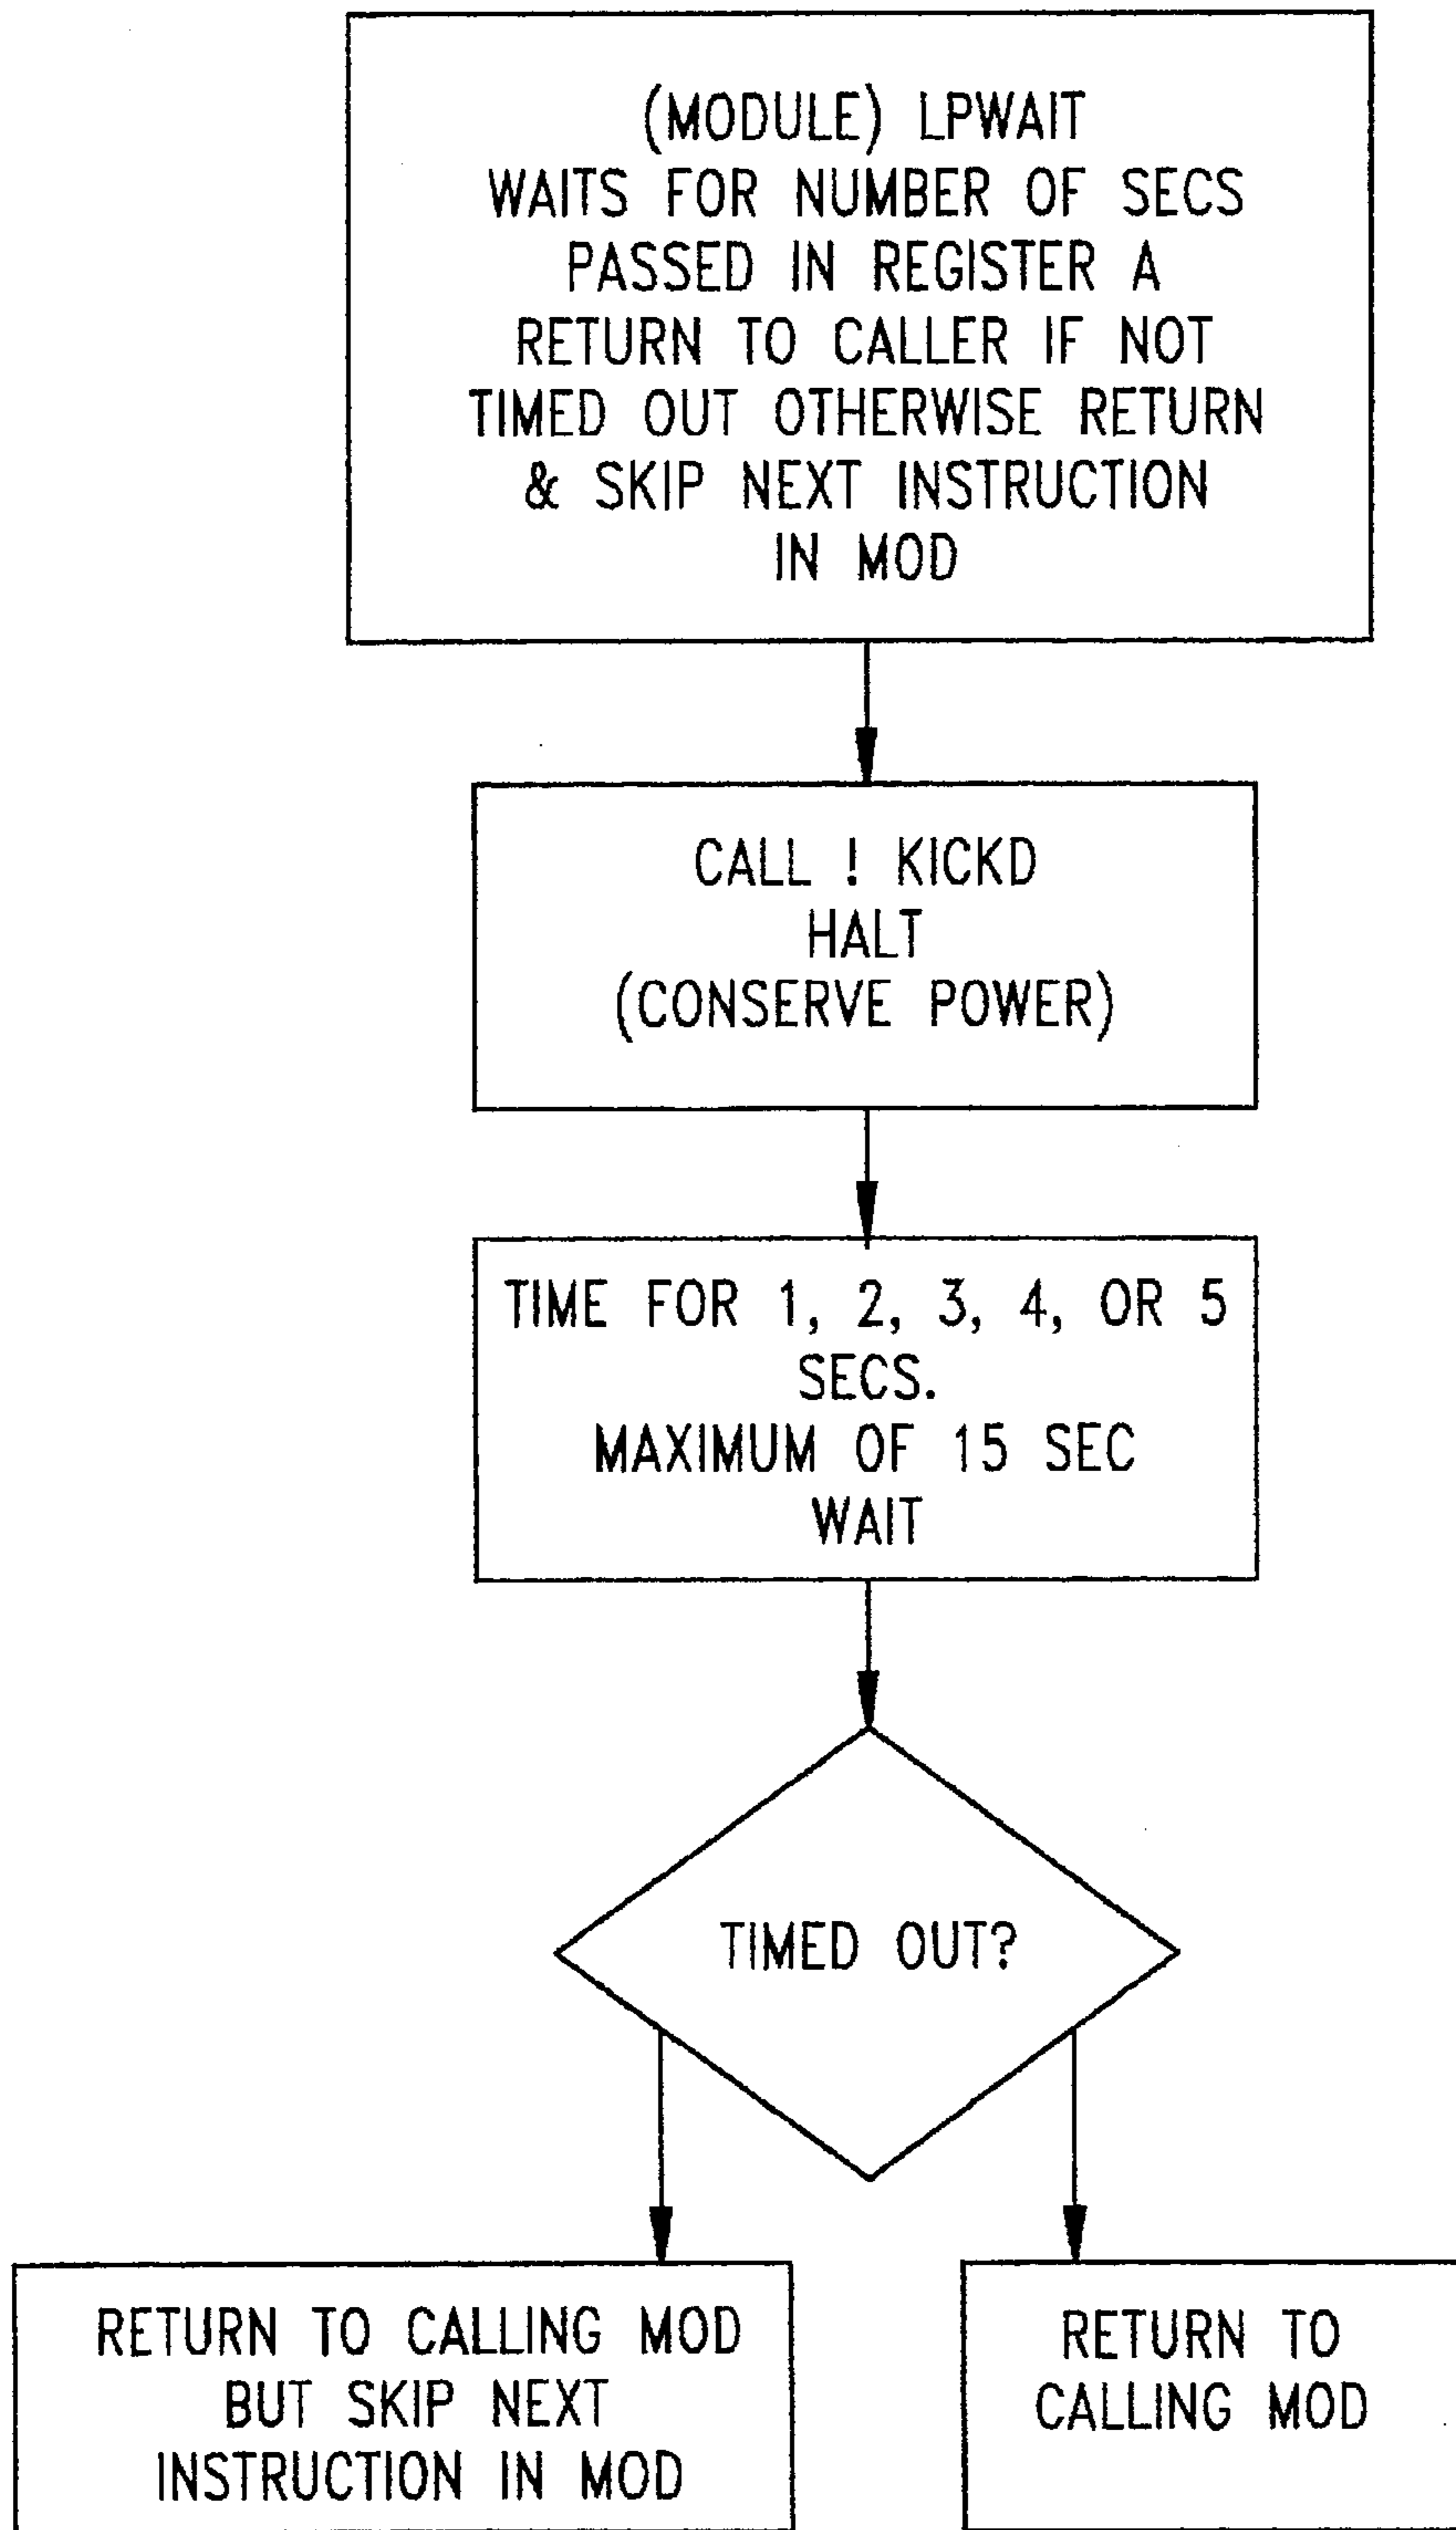 (MODULE) LPWAIT
WAITS FOR NUMBER OF SECS
PASSED IN REGISTER A
RETURN TO CALLER IF NOT
TIMED OUT OTHERWISE RETURN
& SKIP NEXT INSTRUCTION
IN MOD
CALL ! KICKD
HALT
(CONSERVE POWER)
TIME FOR 1, 2, 3, 4, OR 5
SECS.
MAXIMUM OF 15 SEC
WAIT
TIMED OUT?
RETURN TO CALLING MOD
BUT SKIP NEXT
INSTRUCTION IN MOD
RETURN TO
CALLING MOD